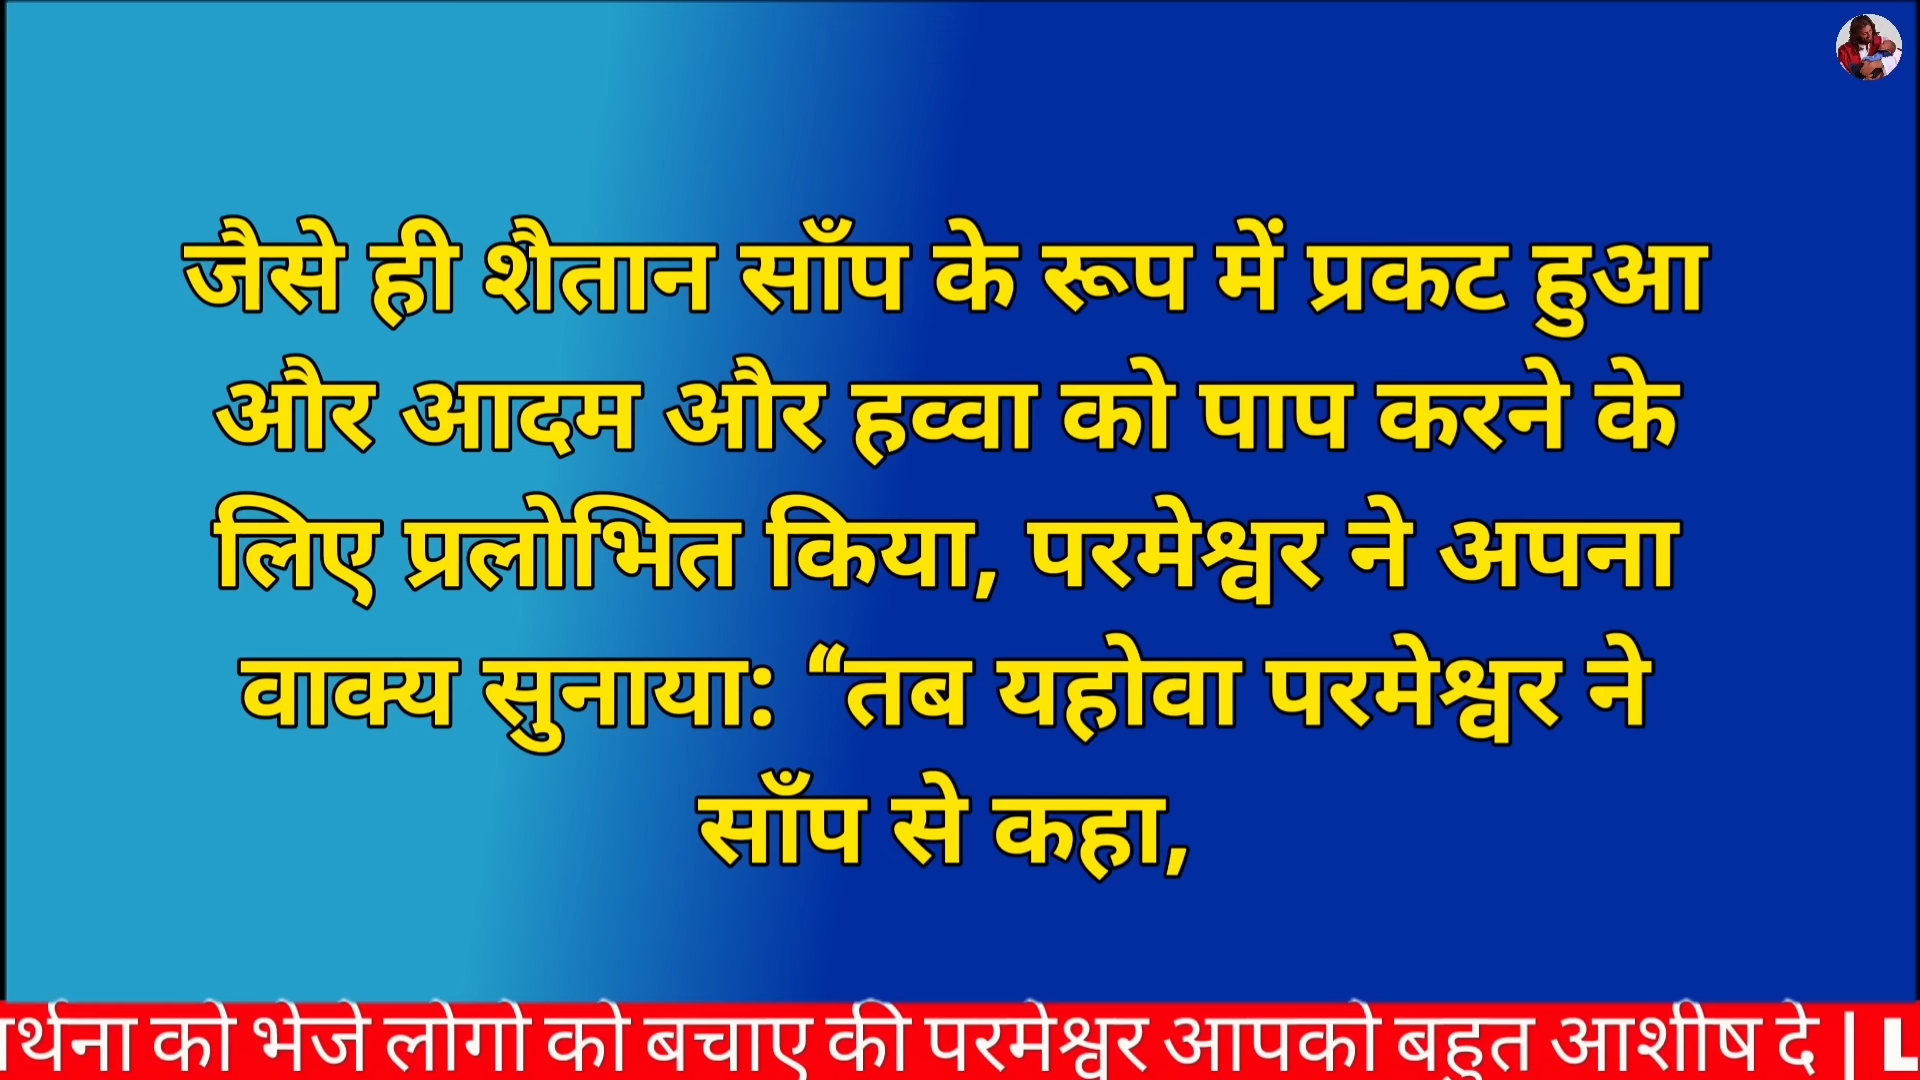 जैसे ही शैतान साँप के रूप में प्रकट हुआ
और आदम और हव्वा को पाप करने के
लिए प्रलोभित किया, परमेश्वर ने अपना
वाक्य सुनाया: “तब यहोवा परमेश्वर ने
साँप से कहा,
को भेजे लोगो को बचाए की परमेश्वर आपको बहुत आशीष दे |